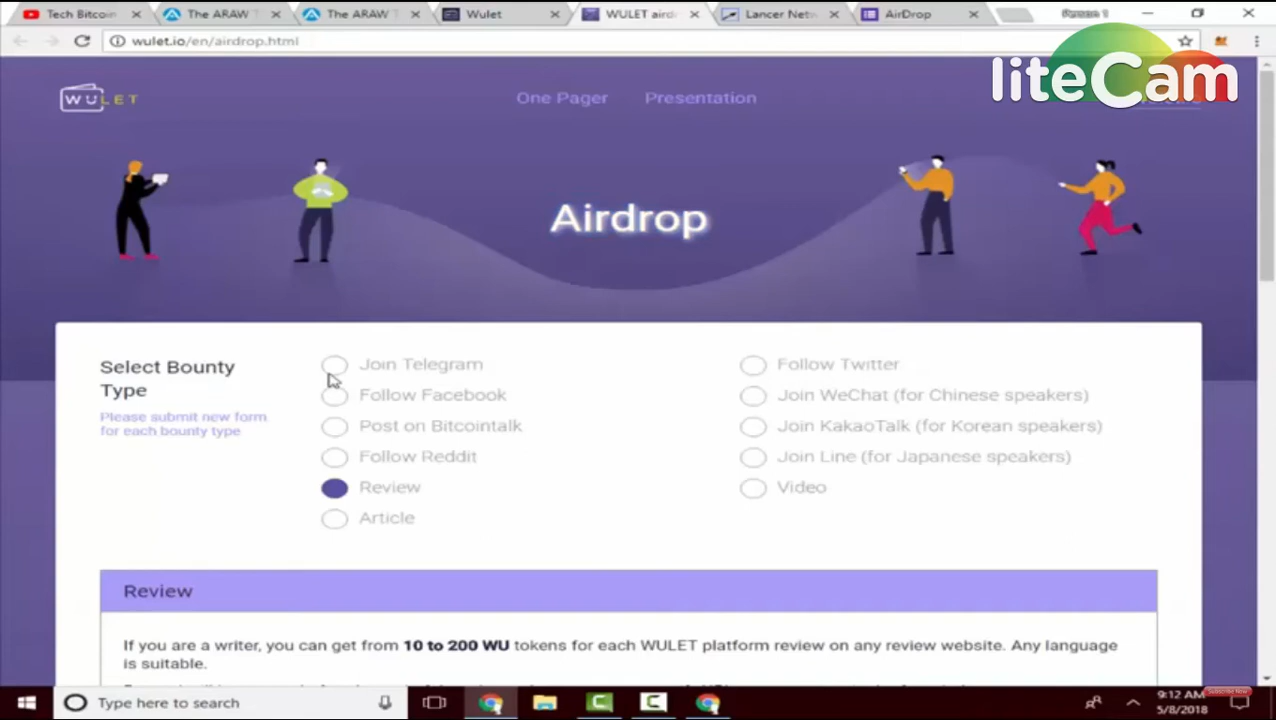 Tech Bitcoin
The ARAW T
The ARAW T
Wulet
WULET aird
Lancer Netw
AirDrop
Person 1
wulet.io/en/airdrop.html
liteCam
WULET
One Pager
Presentation
Airdrop
Select Bounty
Type
Please submit new form
for each bounty type
Join Telegram
Follow Facebook
Post on Bitcointalk
Follow Reddit
Review
Article
Follow Twitter
Join WeChat (for Chinese speakers)
Join KakaoTalk (for Korean speakers)
Join Line (for Japanese speakers)
Video
Review
If you are a writer, you can get from 10 to 200 WU tokens for each WULET platform review on any review website. Any language
is suitable.
Type here to search
9:12 AM
5/8/2018
Subscribe Now